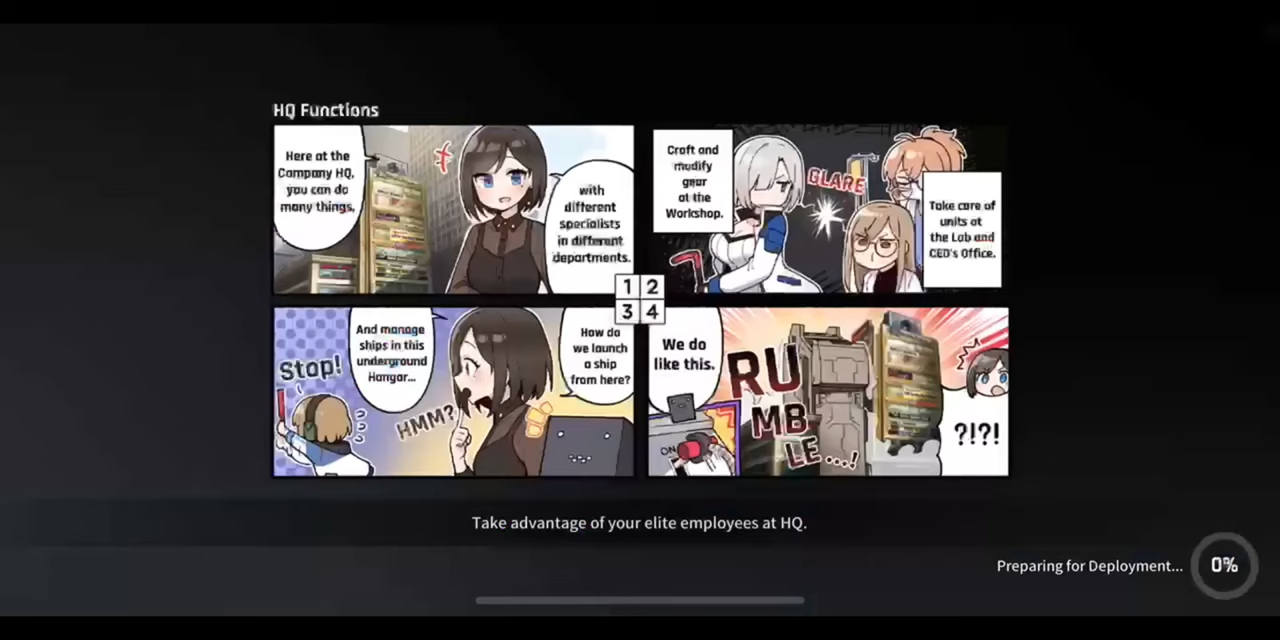 HQ Functions
Here at the
Company HQ,
you can do
many things,
with
different
specialists
in different
departments.
Craft and
modify
gear
at the
Workshop.
GLARE
Take care of
units at
the Lab and
CEO's Office.
1 2
3 4
Stop!
And manage
ships in this
underground
Hangar...
HMM?
How do
we launch
a ship
from here?
We do
like this.
ON
RU
MB
LE...!
?!?!
Take advantage of your elite employees at HQ.
Preparing for Deployment...
0%